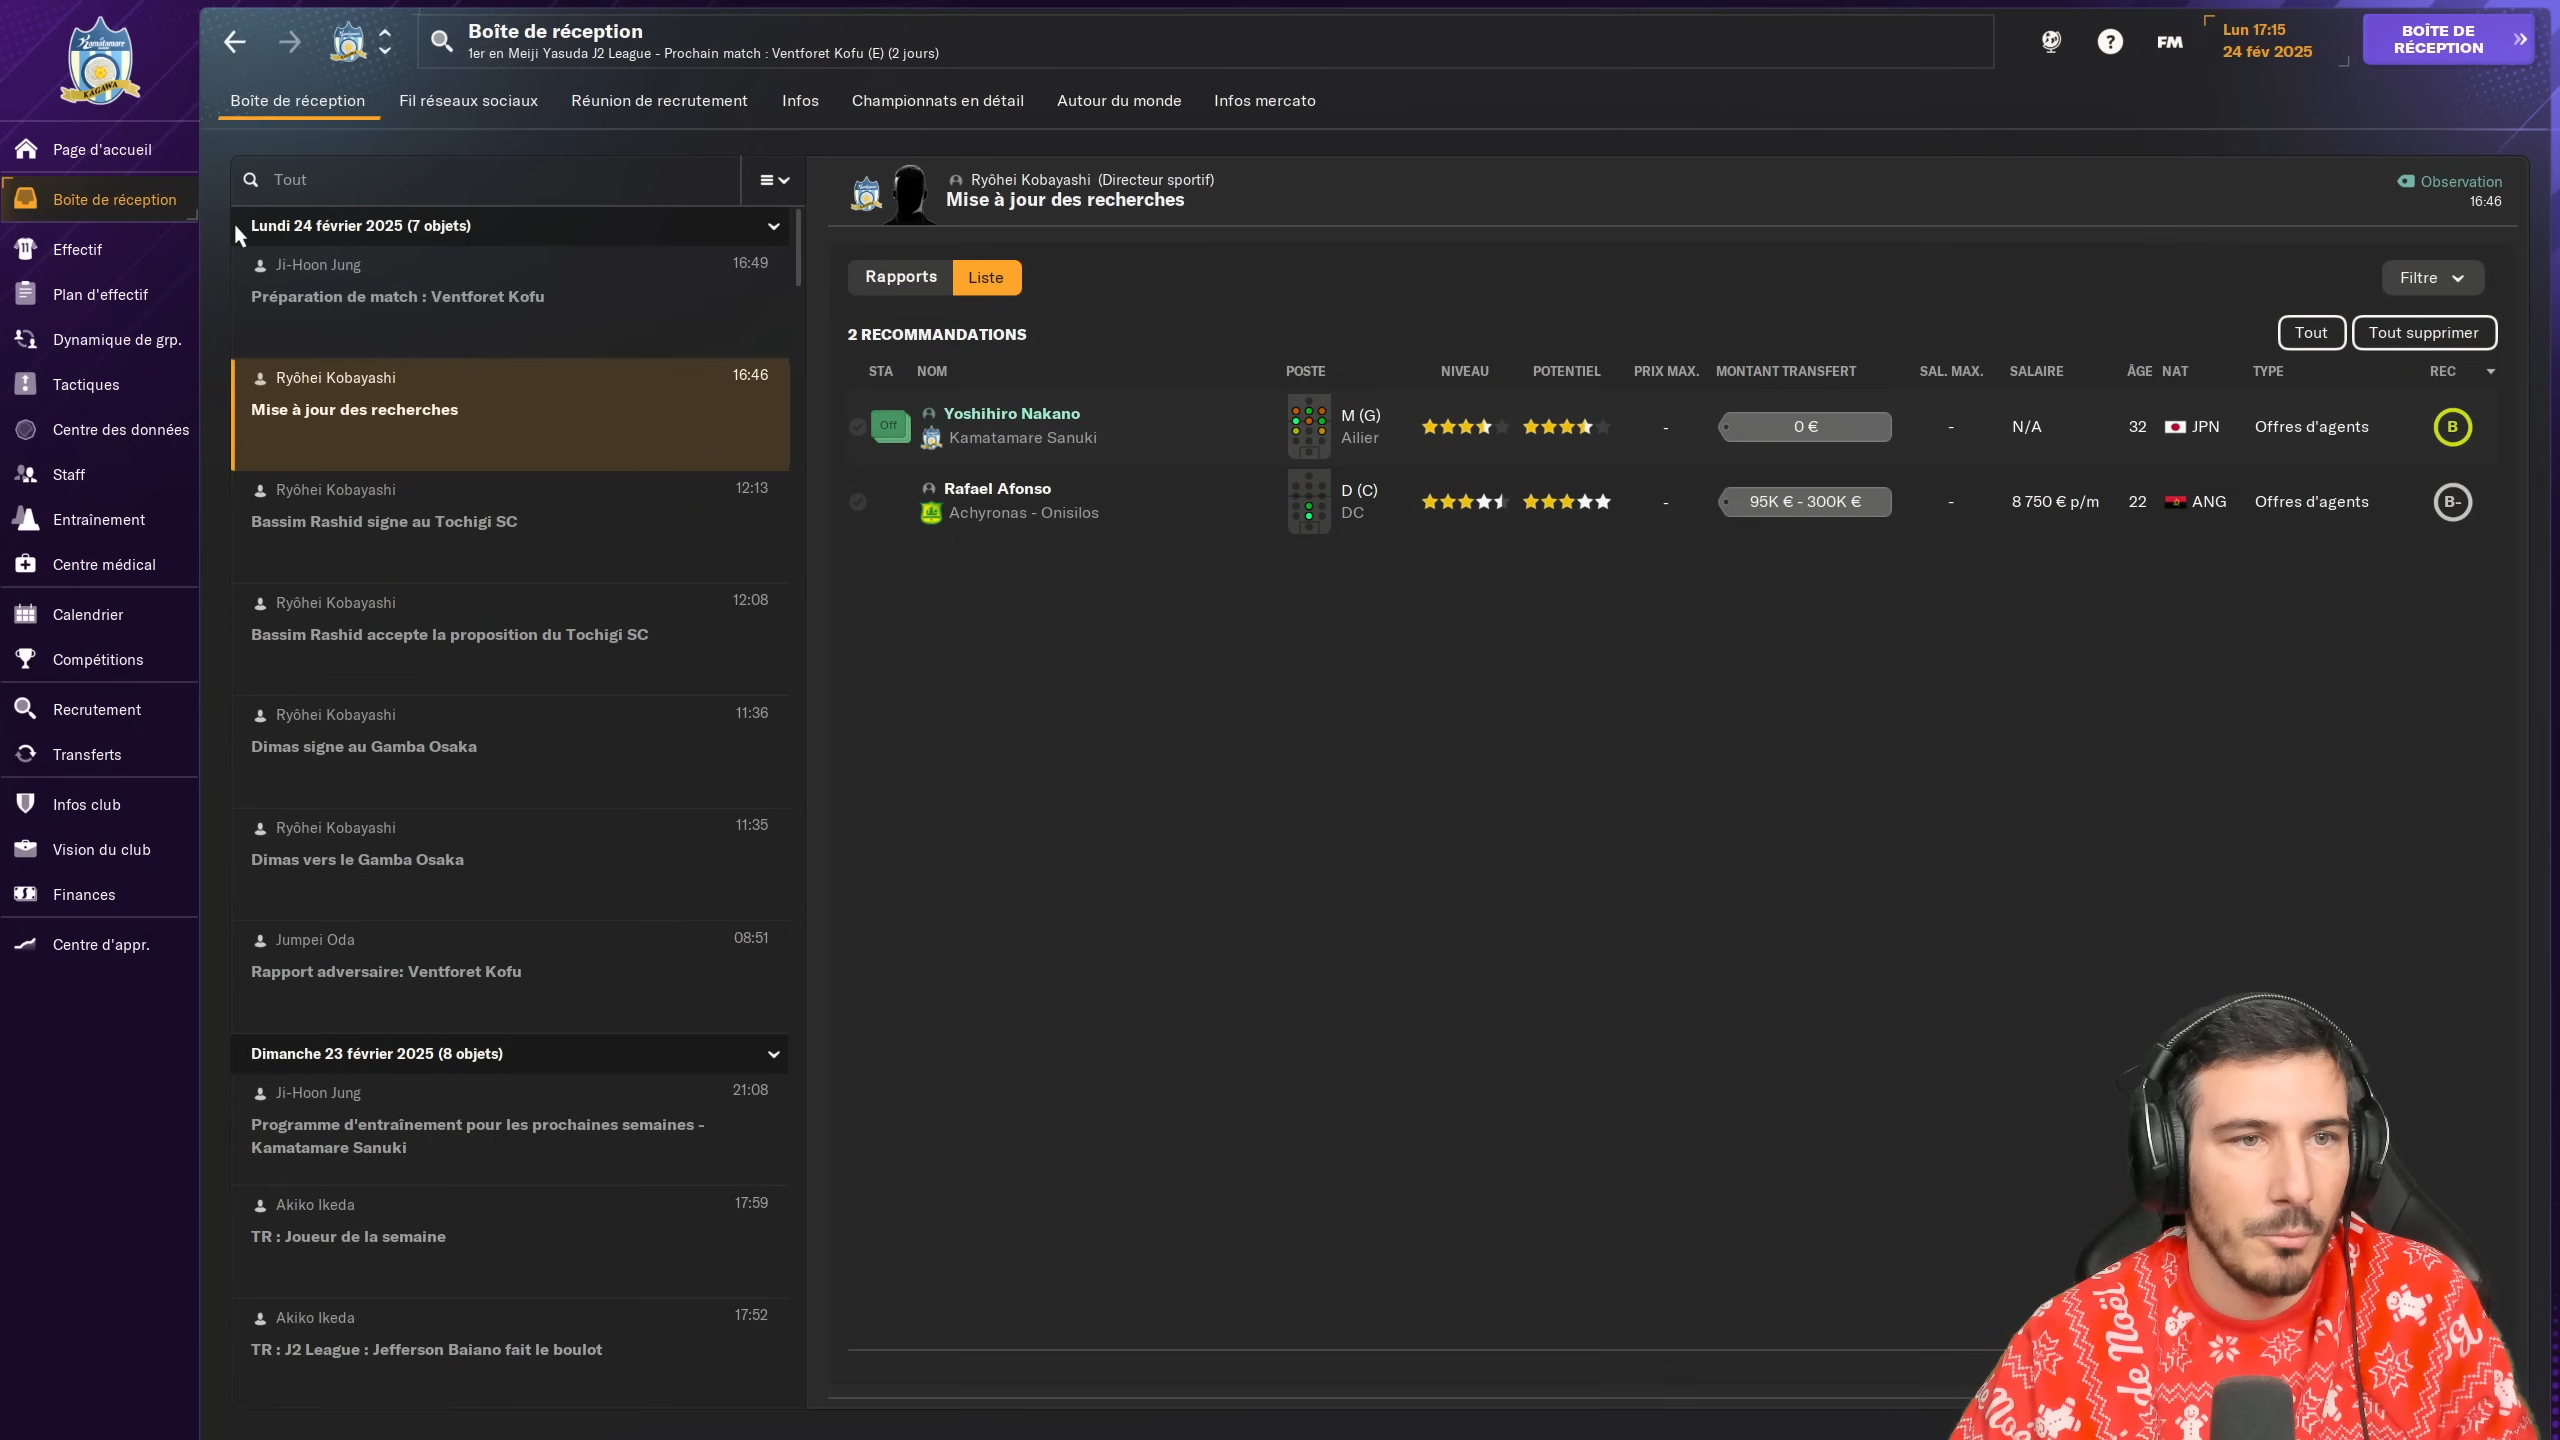 Boîte de réception
1er en Meiji Yasuda J2 League - Prochain match : Ventforet Kofu (E) (2 jours)
FM
Lun 17:15
24 fév 2025
BOÎTE DE
RÉCEPTION
KAGAWA
Boîte de réception
Fil réseaux sociaux
Réunion de recrutement
Infos
Championnats en détail
Autour du monde
Infos mercato
Page d'accueil
Boîte de réception
Effectif
Plan d'effectif
Dynamique de grp.
Tactiques
Centre des données
Staff
Entraînement
Centre médical
Calendrier
Compétitions
Recrutement
Transferts
Infos club
Vision du club
Finances
Centre d'appr.
Tout
Lundi 24 février 2025 (7 objets)
Ji-Hoon Jung 16:49
Préparation de match : Ventforet Kofu
Ryôhei Kobayashi 16:46
Mise à jour des recherches
Ryôhei Kobayashi 12:13
Bassim Rashid signe au Tochigi SC
Ryôhei Kobayashi 12:08
Bassim Rashid accepte la proposition du Tochigi SC
Ryôhei Kobayashi 11:36
Dimas signe au Gamba Osaka
Ryôhei Kobayashi 11:35
Dimas vers le Gamba Osaka
Jumpei Oda 08:51
Rapport adversaire: Ventforet Kofu
Dimanche 23 février 2025 (8 objets)
Ji-Hoon Jung 21:08
Programme d'entraînement pour les prochaines semaines -
Kamatamare Sanuki
Akiko Ikeda 17:59
TR : Joueur de la semaine
Akiko Ikeda 17:52
TR : J2 League : Jefferson Baiano fait le boulot
Ryôhei Kobayashi (Directeur sportif)
Mise à jour des recherches
Observation
16:46
Rapports
Liste
Filtre
2 RECOMMANDATIONS
Tout
Tout supprimer
STA NOM POSTE NIVEAU POTENTIEL PRIX MAX. MONTANT TRANSFERT SAL. MAX. SALAIRE ÂGE NAT TYPE REC
Off Yoshihiro Nakano M (G) - 0 € - N/A 32 JPN Offres d'agents B
Kamatamare Sanuki Ailier
Rafael Afonso D (C) - 95K € - 300K € - 8 750 € p/m 22 ANG Offres d'agents B-
Achyronas - Onisilos DC
de Noël